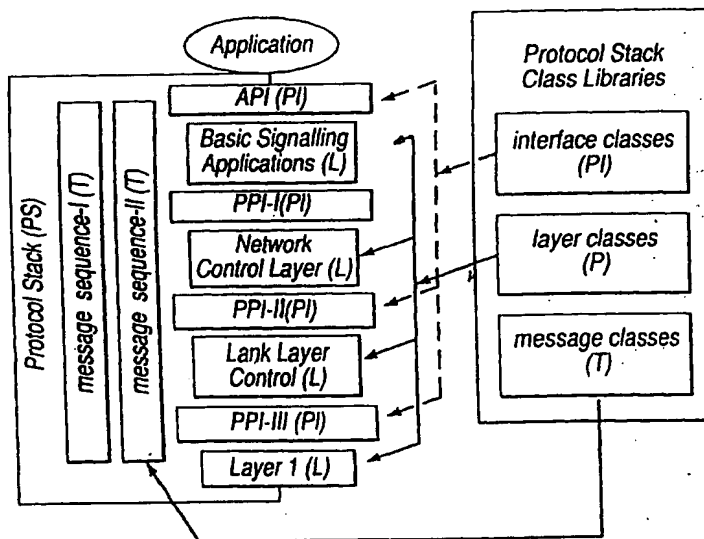 Application
API (PI)
Basic Signalling
Applications (L)
PPI-I(PI)
Network
Control Layer (L)
PPI-II(PI)
Lank Layer
Control (L)
PPI-III (PI)
Layer 1 (L)
Protocol Stack (PS)
message sequence-I (T)
message sequence-II (T)
Protocol Stack
Class Libraries
interface classes
(PI)
layer classes
(P)
message classes
(T)